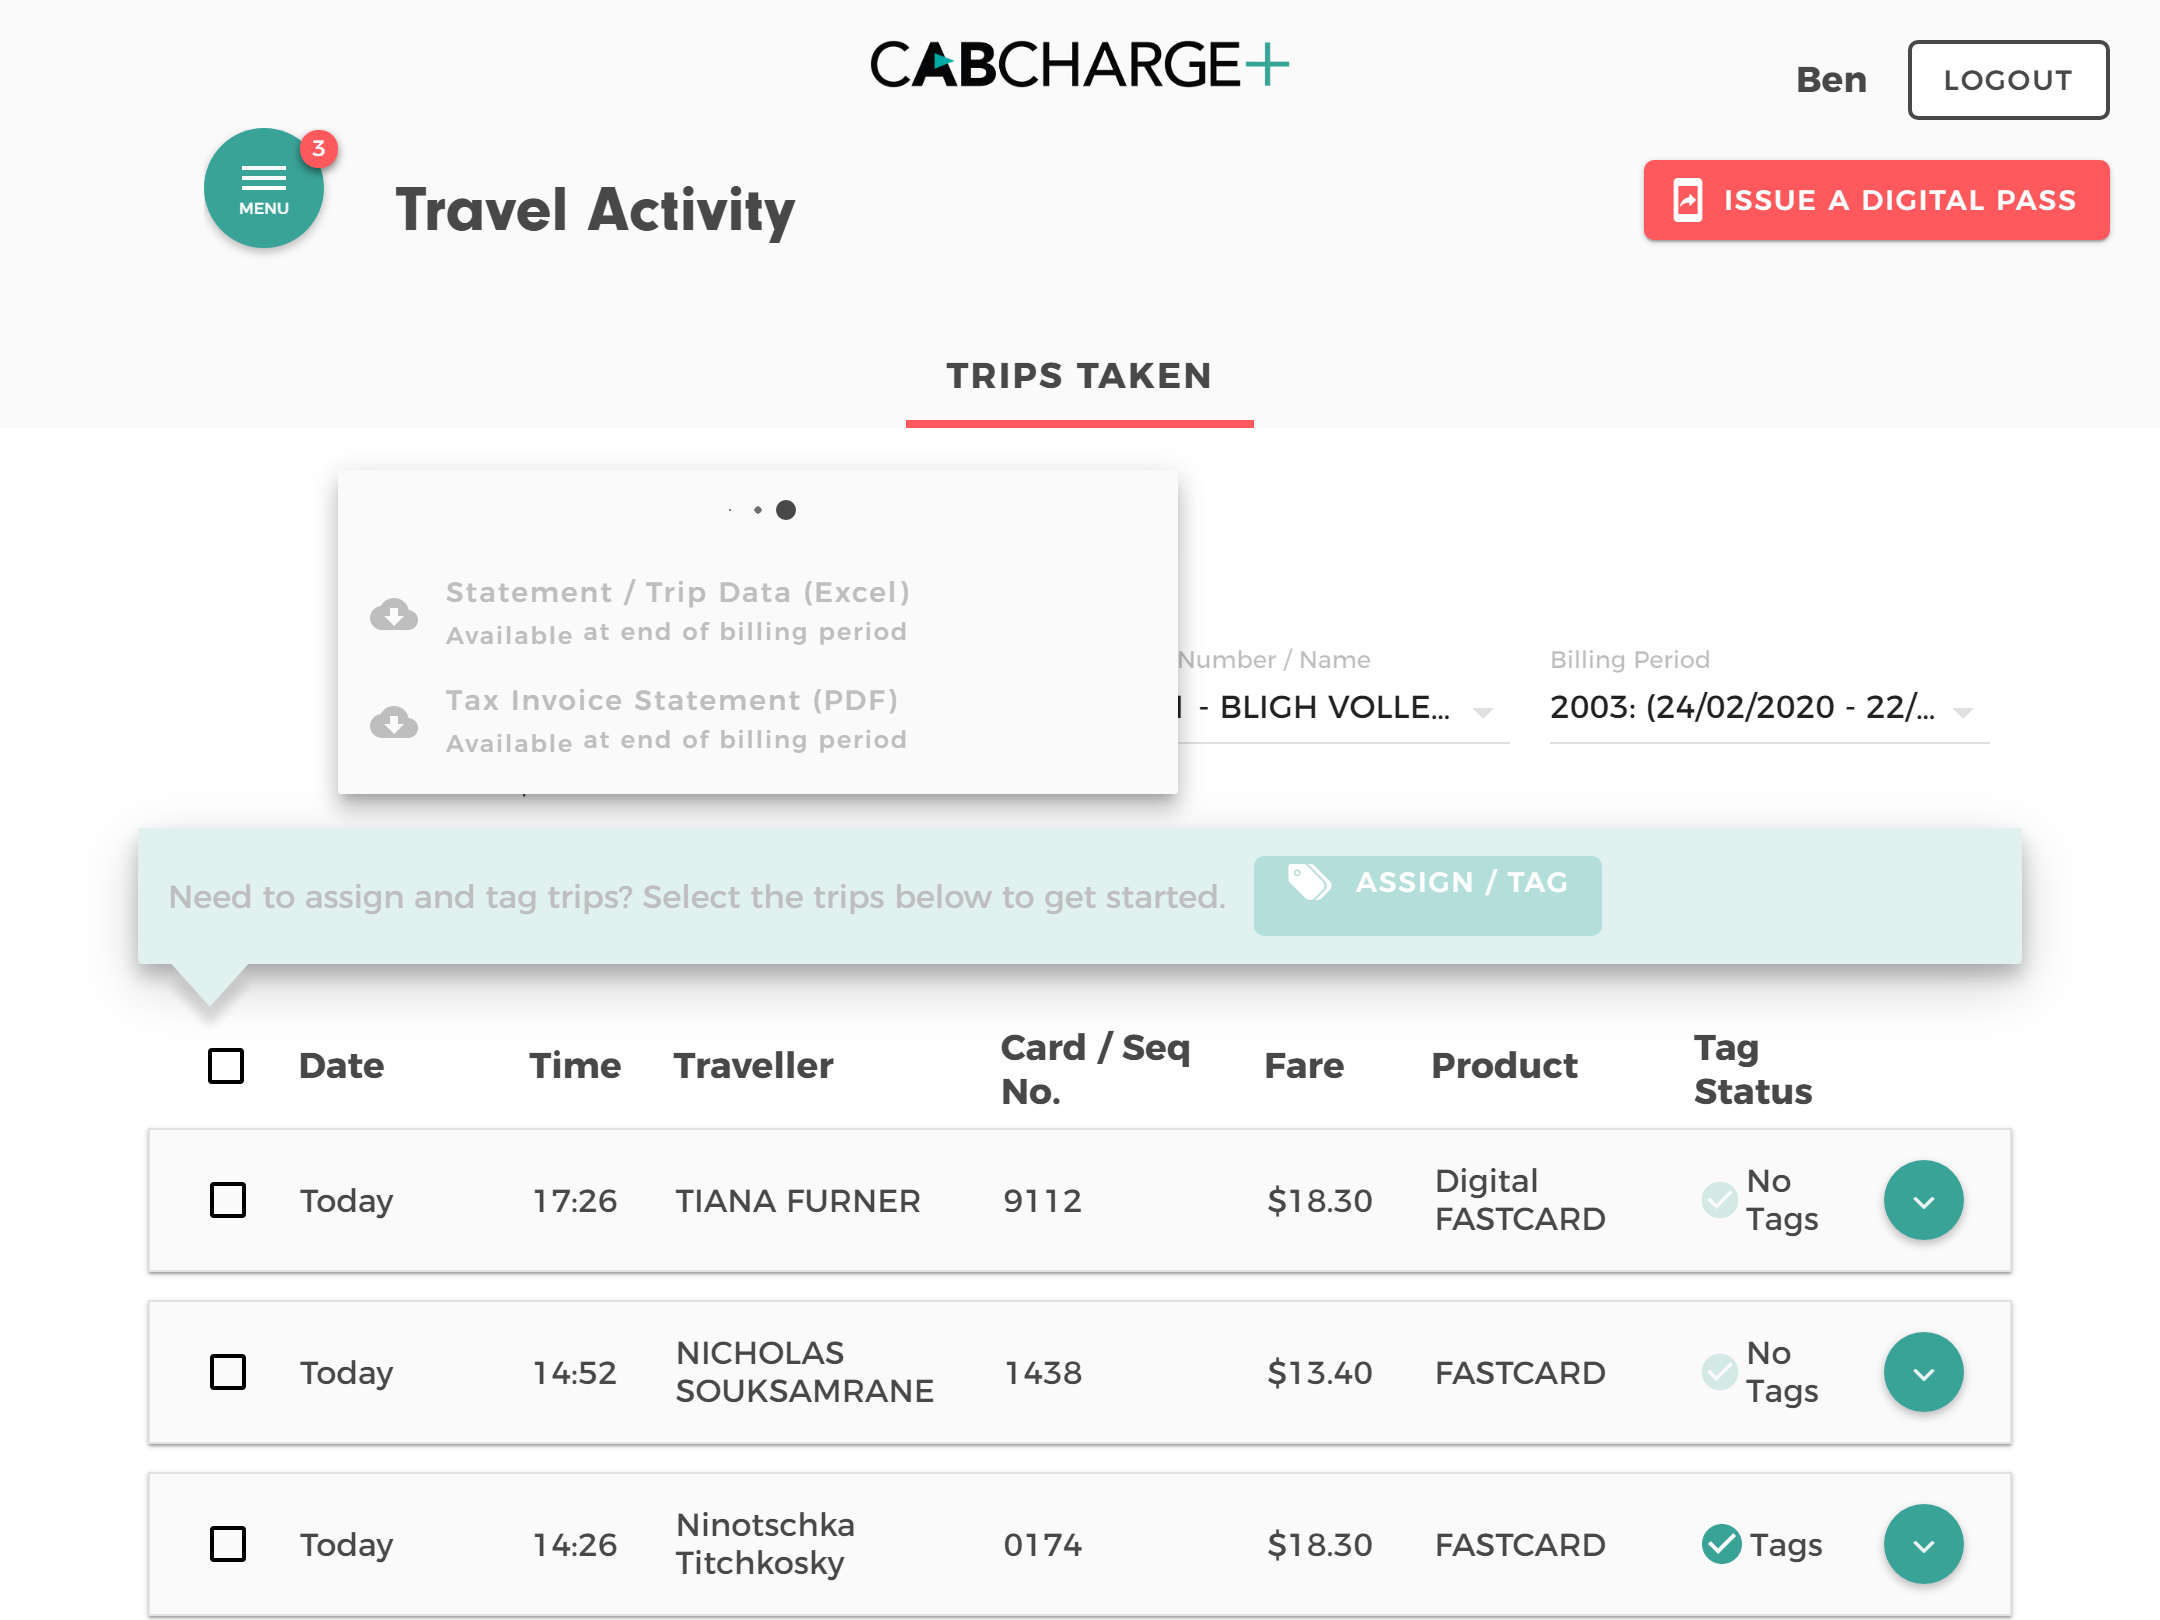 CABCHARGE+
Ben
LOGOUT
3
MENU
Travel Activity
ISSUE A DIGITAL PASS
TRIPS TAKEN
Statement / Trip Data (Excel)
Available at end of billing period
Tax Invoice Statement (PDF)
Available at end of billing period
Number / Name
- BLIGH VOLLE...
Billing Period
2003: (24/02/2020 - 22/...
Need to assign and tag trips? Select the trips below to get started.
ASSIGN / TAG
Date Time Traveller Card / Seq No. Fare Product Tag Status
Today 17:26 TIANA FURNER 9112 $18.30 Digital FASTCARD No Tags
Today 14:52 NICHOLAS SOUKSAMRANE 1438 $13.40 FASTCARD No Tags
Today 14:26 Ninotschka Titchkosky 0174 $18.30 FASTCARD Tags